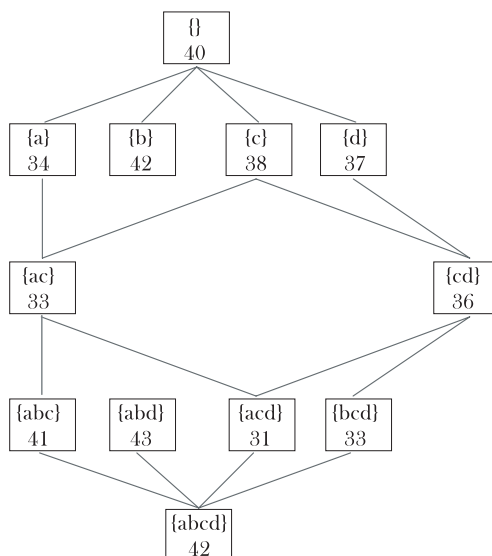 {}
40
{a}
34
{b}
42
{c}
38
{d}
37
{ac}
33
{cd}
36
{abc}
41
{abd}
43
{acd}
31
{bcd}
33
{abcd}
42